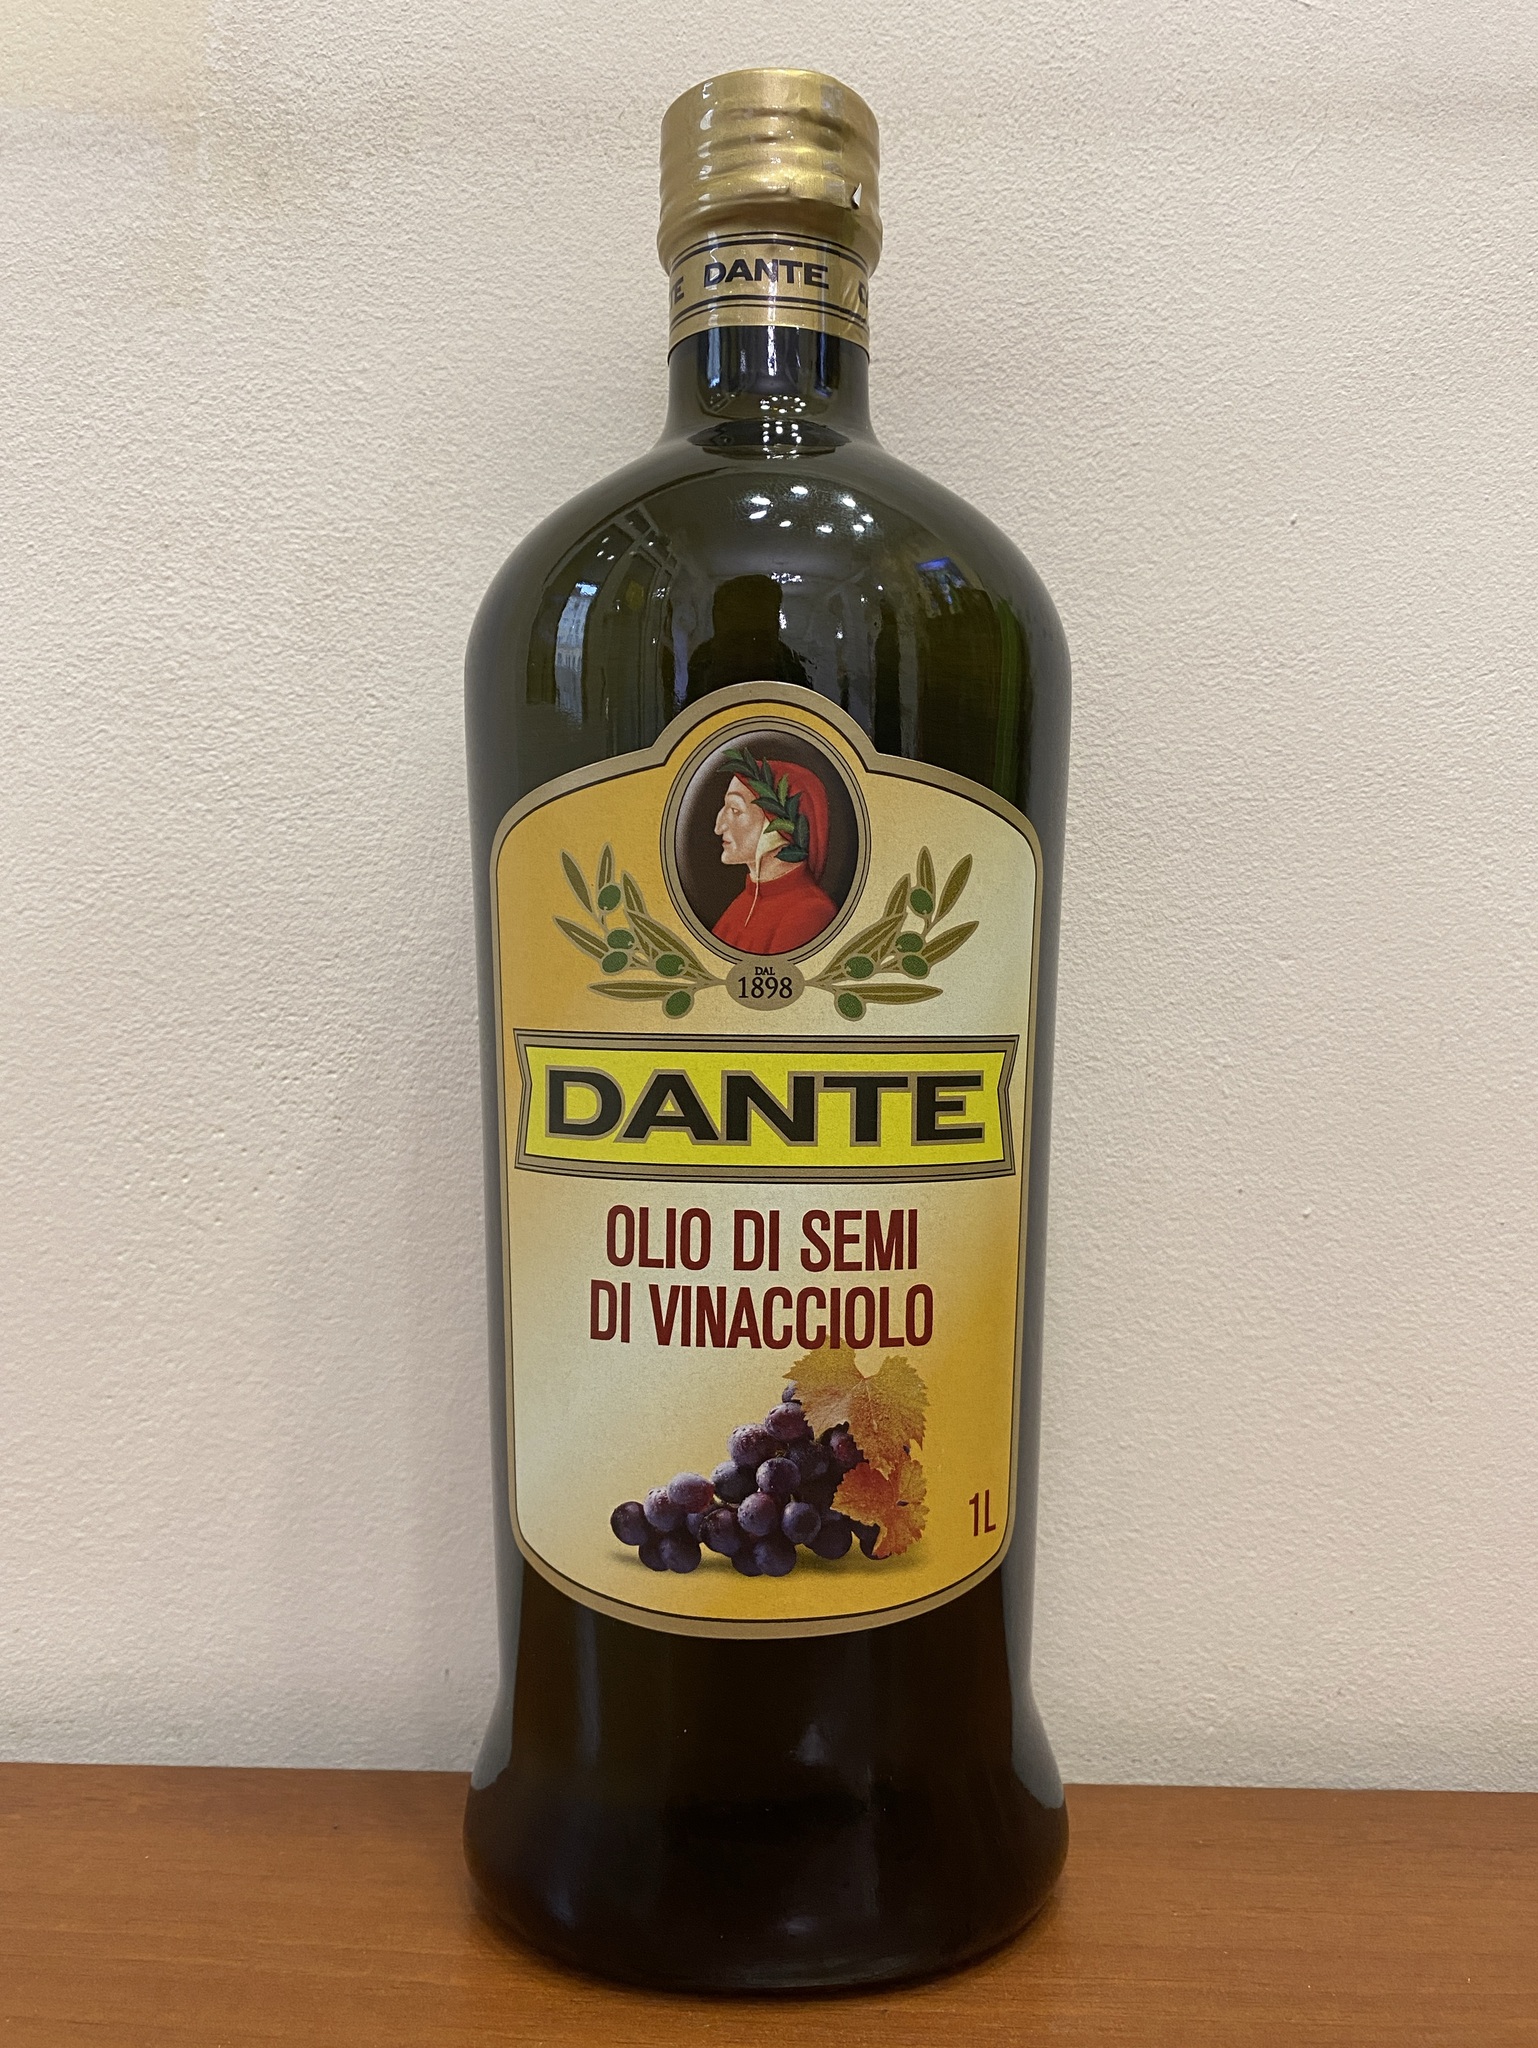 DANTE
DAL
1898
DANTE
OLIO DI SEMI
DI VINACCIOLO
1L